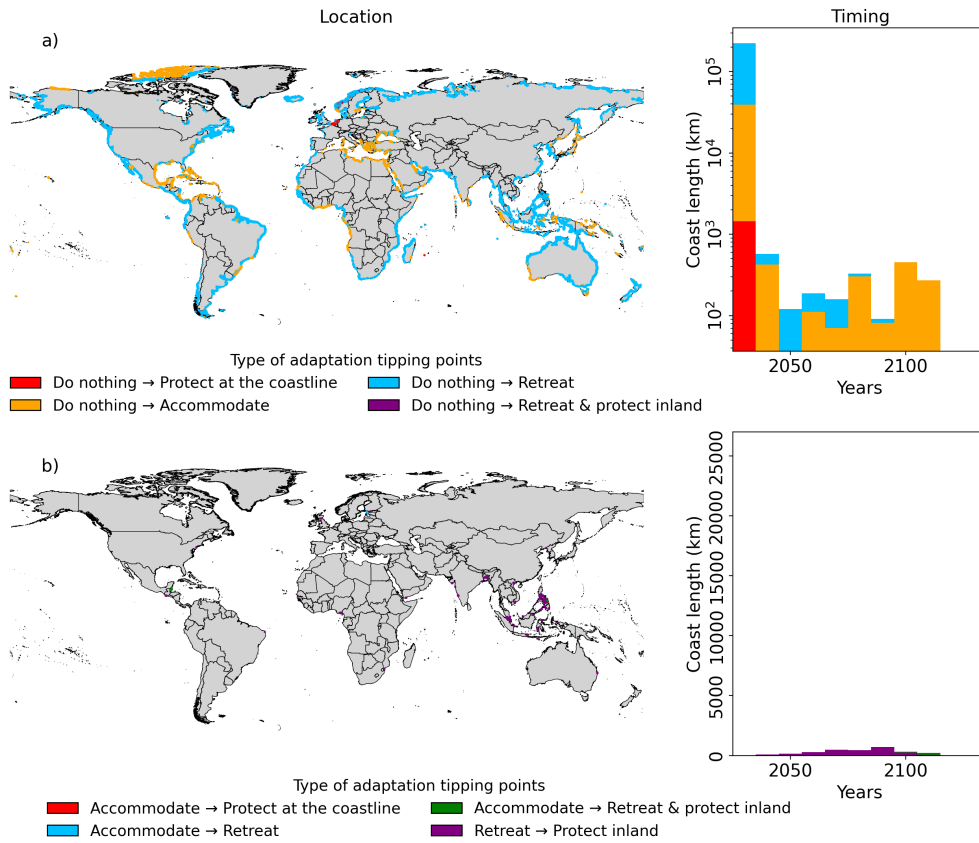 Location
Timing
a)
10⁵
10⁴
10³
10²
Coast length (km)
2050
2100
Years
Type of adaptation tipping points
Do nothing → Protect at the coastline
Do nothing → Retreat
Do nothing → Accommodate
Do nothing → Retreat & protect inland
b)
25000
20000
15000
10000
5000
0
Coast length (km)
2050
2100
Years
Type of adaptation tipping points
Accommodate → Protect at the coastline
Accommodate → Retreat & protect inland
Accommodate → Retreat
Retreat → Protect inland